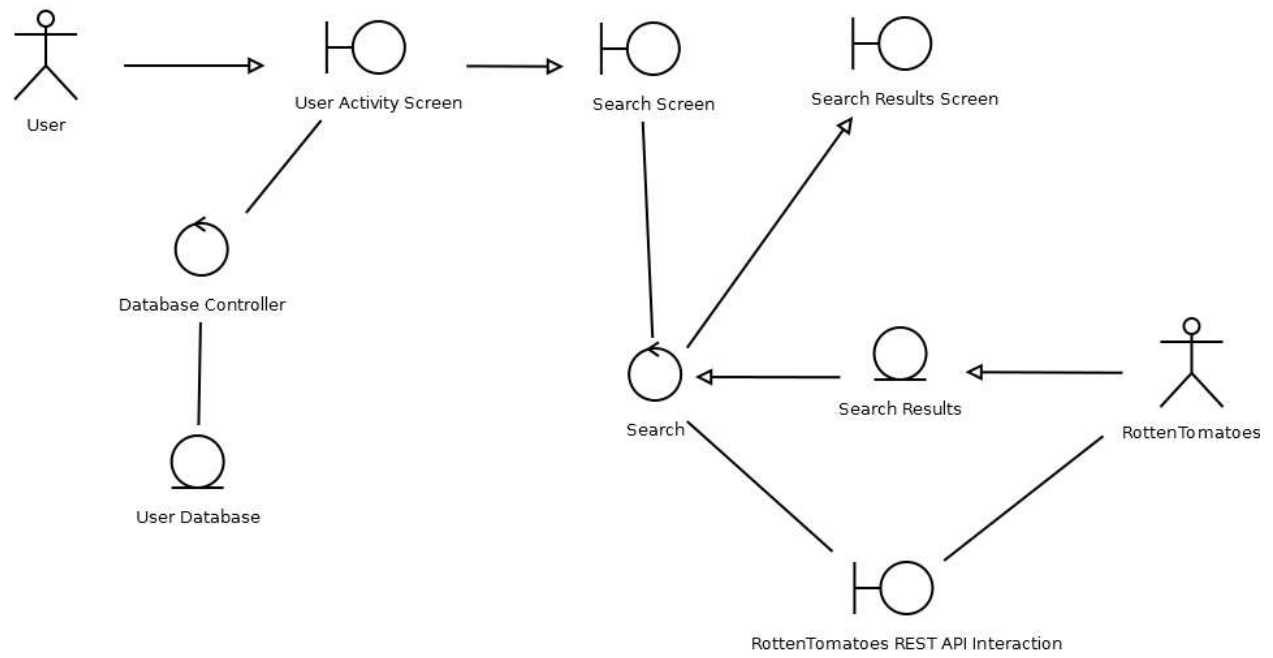 User
User Activity Screen
Search Screen
Search Results Screen
Database Controller
Search
Search Results
RottenTomatoes
User Database
RottenTomatoes REST API Interaction